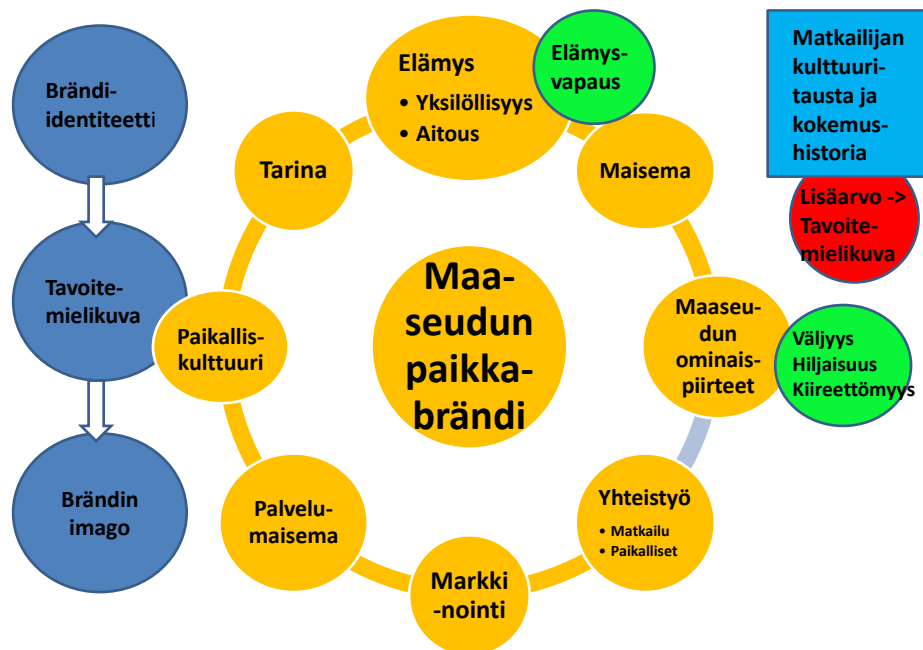 Brändi-
identiteetti
Tavoite-
mielikuva
Brändin
imago
Elämys
• Yksilöllisyys
• Aitous
Elämys-
vapaus
Maisema
Maaseu-
dun
ominais-
piirteet
Väljyys
Hiljaisuus
Kiireettömyys
Yhteistyö
• Matkailu
• Paikalliset
Markki
-nointi
Palvelu-
maisema
Paikallis-
kulttuuri
Tarina
Maa-
seudun
paikka-
brändi
Matkailijan
kulttuuri-
tausta ja
kokemus-
historia
Lisäarvo ->
Tavoite-
mielikuva